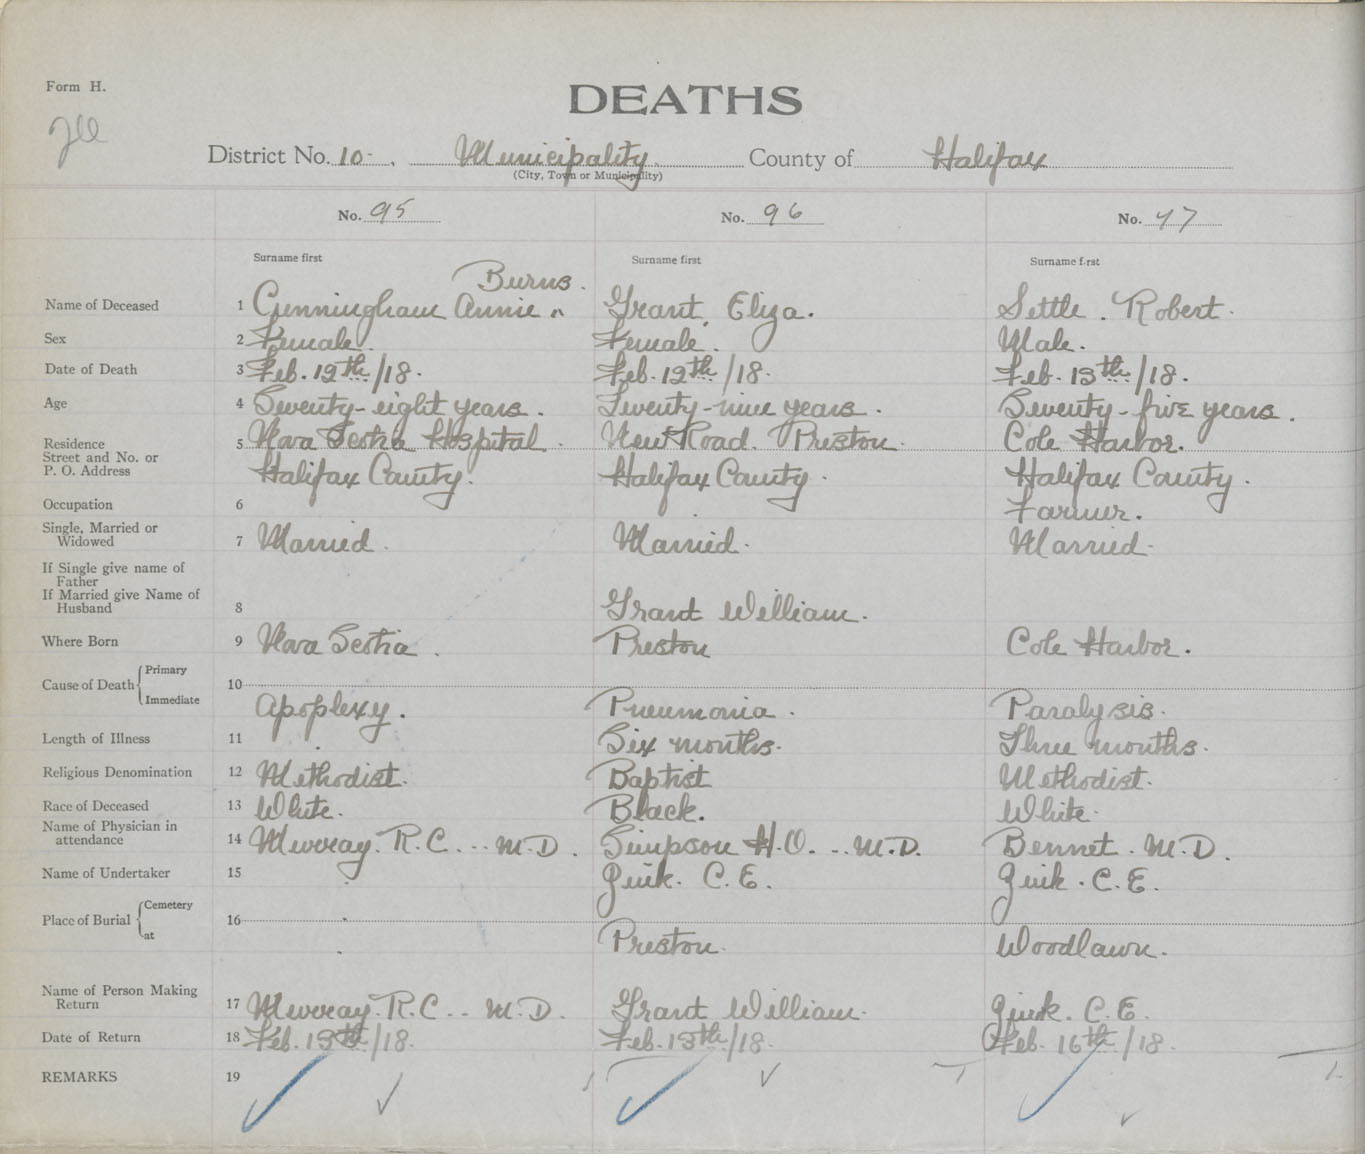 Form H.
DEATHS
District No. 10 - . Municipality. County of Halifax
(City, Town or Municipality)
No. 95 No. 96 No. 97
Surname first Surname first Surname first
Burns.
Name of Deceased 1 Cunningham Annie Grant, Eliza. Settle. Robert.
Sex 2 Female. Female. Male.
Date of Death 3 Feb. 12th/18. Feb. 12th/18. Feb. 13th/18.
Age 4 Seventy-eight years. Twenty-nine years. Seventy-five years.
Residence 5 Nova Scotia Hospital. New Road. Preston. Cole Harbor.
Street and No. or
P. O. Address Halifax County. Halifax County. Halifax County.
Occupation 6 Farmer.
Single, Married or
Widowed 7 Married. Married. Married.
If Single give name of
Father
If Married give Name of
Husband 8 Grant William.
Where Born 9 Nova Scotia. Preston Cole Harbor.
Cause of Death Primary 10
Immediate Apoplexy. Pneumonia. Paralysis.
Length of Illness 11 Six months. Three months.
Religious Denomination 12 Methodist. Baptist Methodist.
Race of Deceased 13 White. Black. White.
Name of Physician in
attendance 14 Murray. R.C. .. M.D. Simpson H.O. .. M.D. Bennet. M.D.
Name of Undertaker 15 Zink. C.E. Zink. C.E.
Place of Burial Cemetery 16
at Preston. Woodlawn.
Name of Person Making
Return 17 Murray. R.C. .. M.D. Grant William. Zink. C.E.
Date of Return 18 Feb. 13th/18. Feb. 13th/18. Feb. 16th/18.
REMARKS 19